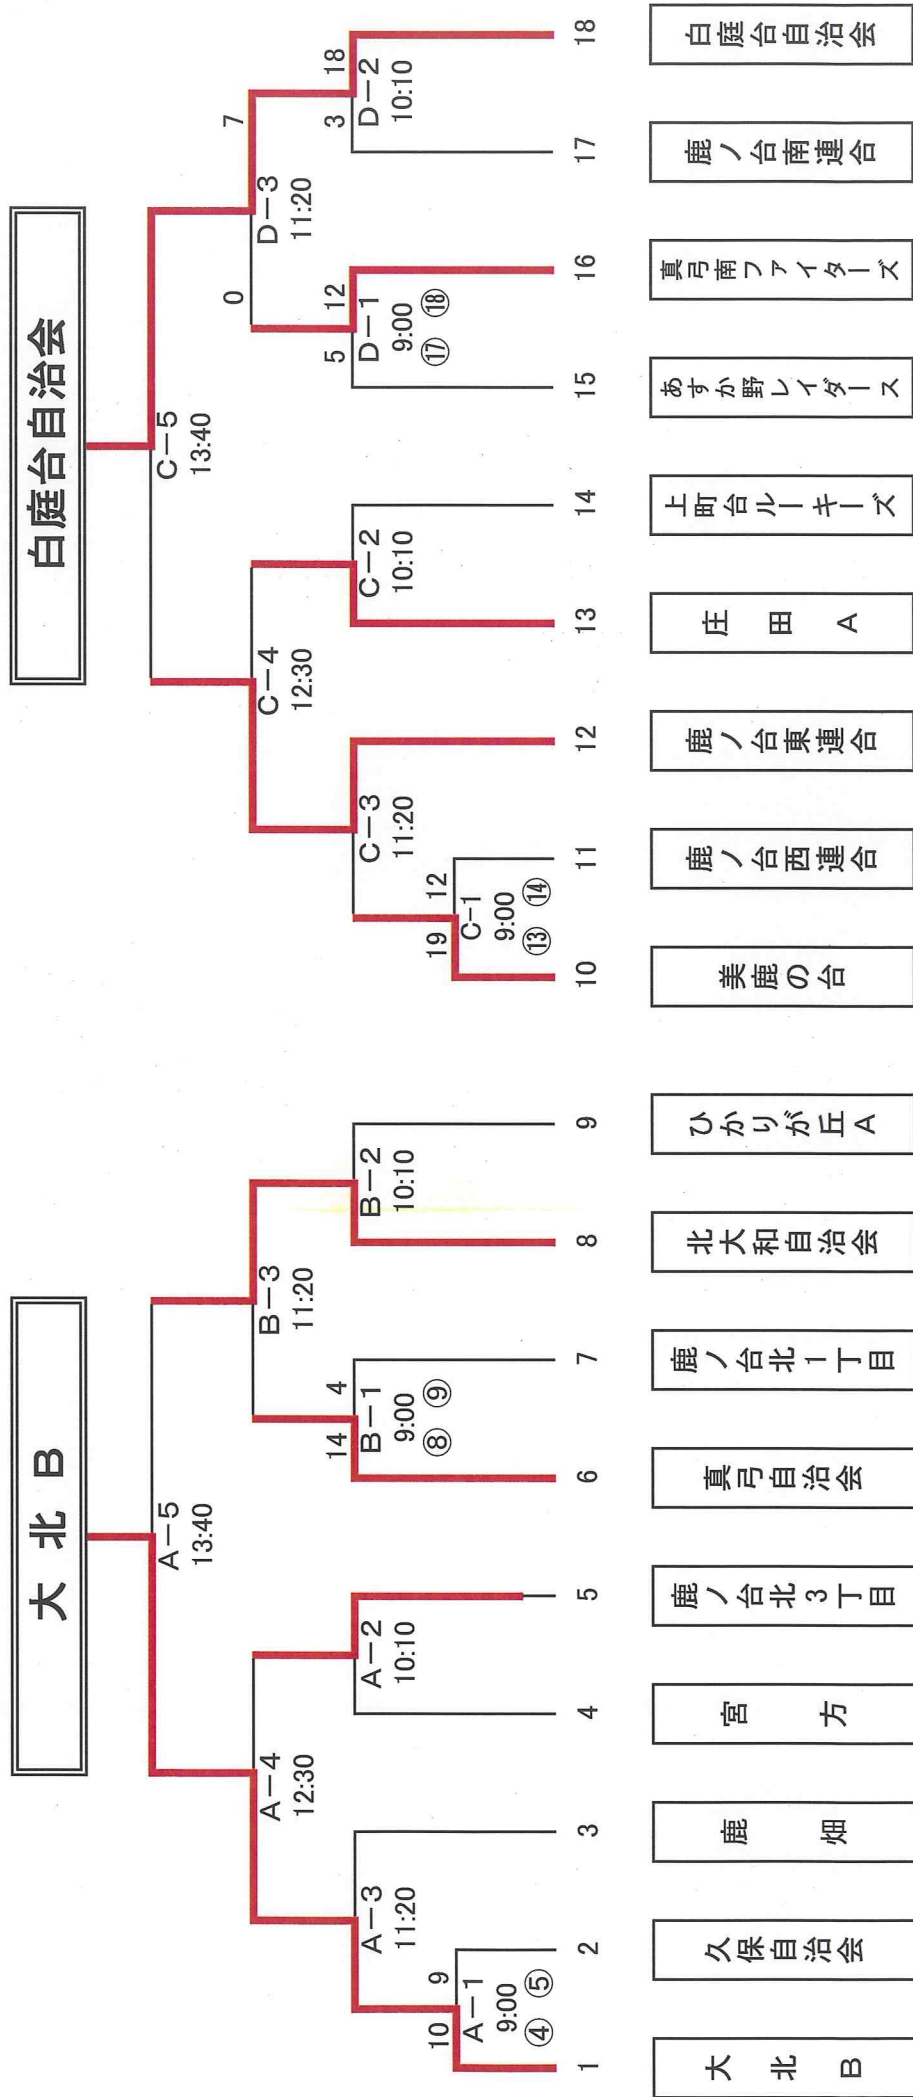 大北B
白庭台自治会
A-5
13:40
C-5
13:40
7
0
A-4
12:30
B-3
11:20
C-4
12:30
D-3
11:20
A-3
11:20
A-2
10:10
14
4
B-1
9:00
⑧ ⑨
B-2
10:10
C-3
11:20
C-2
10:10
5
12
D-1
9:00
⑰ ⑱
3
18
D-2
10:10
10
9
A-1
9:00
④ ⑤
19
12
C-1
9:00
⑬ ⑭
1
2
3
4
5
6
7
8
9
10
11
12
13
14
15
16
17
18
大北B
久保自治会
鹿畑
宮方
鹿ノ台北3丁目
真弓自治会
鹿ノ台北1丁目
北大和自治会
ひかりが丘A
美鹿の台
鹿ノ台西連合
鹿ノ台東連合
庄田A
上町台ルーキーズ
あすか野レイダース
真弓南ファイターズ
鹿ノ台南連合
白庭台自治会